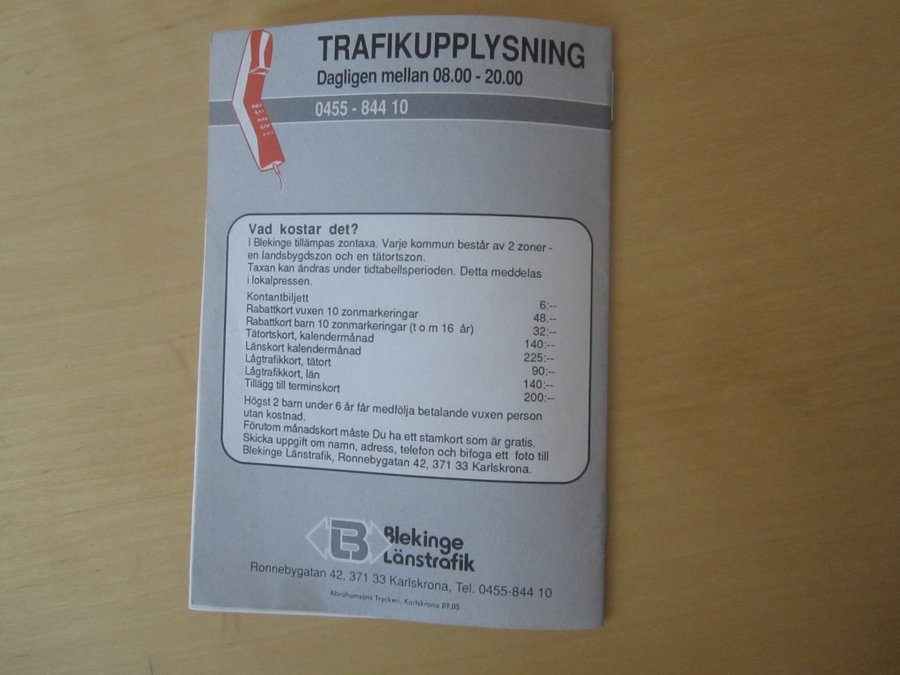 TRAFIKUPPLYSNING
Dagligen mellan 08.00 - 20.00
0455 - 844 10
Vad kostar det?
I Blekinge tillämpas zontaxa. Varje kommun består av 2 zoner -
en landsbygdszon och en tätortszon.
Taxan kan ändras under tidtabellsperioden. Detta meddelas
i lokalpressen.
Kontantbiljett 6:--
Rabattkort vuxen 10 zonmarkeringar 48.--
Rabattkort barn 10 zonmarkeringar (t o m 16 år) 32:--
Tätortskort, kalendermånad 140:--
Länskort kalendermånad 225:--
Lågtrafikkort, tätort 90:--
Lågtrafikkort, län 140:--
Tillägg till terminskort 200:--
Högst 2 barn under 6 år får medfölja betalande vuxen person
utan kostnad.
Förutom månadskort måste Du ha ett stamkort som är gratis.
Skicka uppgift om namn, adress, telefon och bifoga ett foto till
Blekinge Länstrafik, Ronnebygatan 42, 371 33 Karlskrona.
B Blekinge
Länstrafik
Ronnebygatan 42, 371 33 Karlskrona, Tel. 0455-844 10
Abrahamsons Tryckeri, Karlskrona 89.05